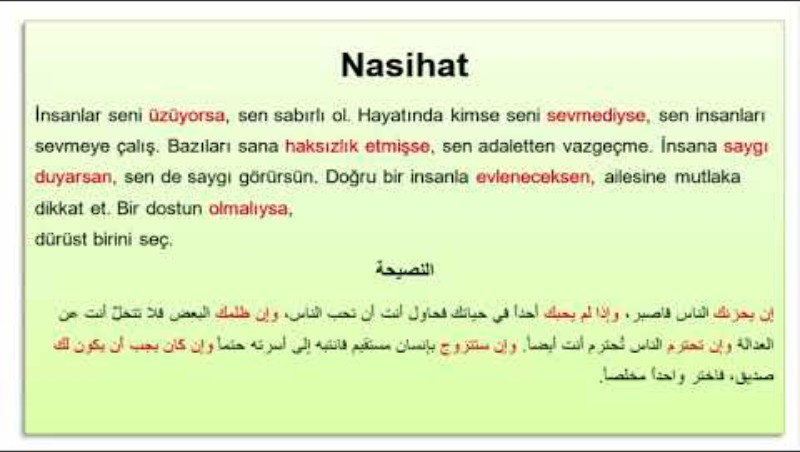 Nasihat
İnsanlar seni üzüyorsa, sen sabırlı ol. Hayatında kimse seni sevmediyse, sen insanları
sevmeye çalış. Bazıları sana haksızlık etmişse, sen adaletten vazgeçme. İnsana saygı
duyarsan, sen de saygı görürsün. Doğru bir insanla evleneceksen, ailesine mutlaka
dikkat et. Bir dostun olmalıysa,
dürüst birini seç.
النصيحة
إن يحزنك الناس فاصبر، وإذا لم يحبك أحداً في حياتك فحاول أنت أن تحب الناس، وإن ظلمك البعض فلا تتخلّ أنت عن
العدالة وإن تحترم الناس تُحترم أنت أيضاً. وإن ستتزوج بإنسان مستقيم فانتبه إلى أسرته حتماً وإن كان يجب أن يكون لك
صديق، فاختر واحداً مخلصاً.